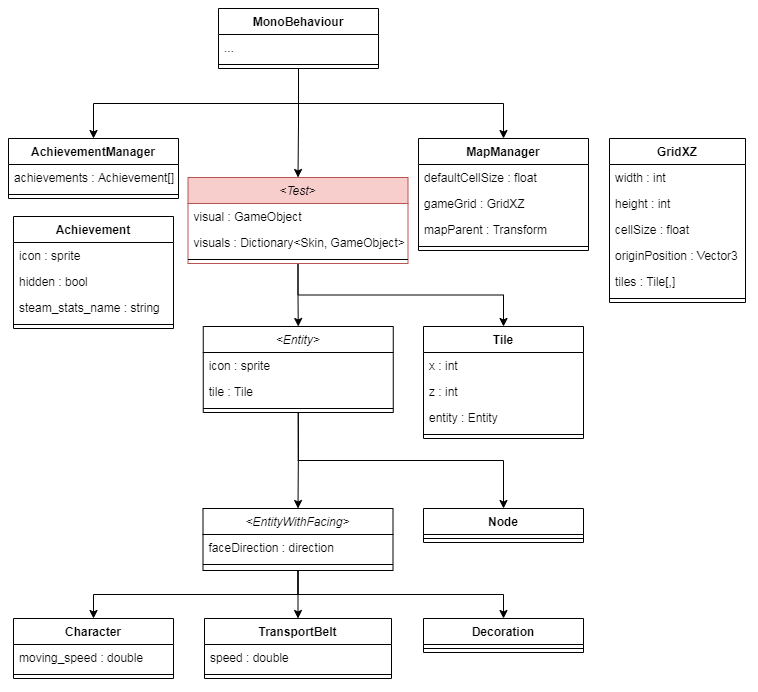 MonoBehaviour
...
AchievementManager
achievements : Achievement[]
Achievement
icon : sprite
hidden : bool
steam_stats_name : string
<Test>
visual : GameObject
visuals : Dictionary<Skin, GameObject>
MapManager
defaultCellSize : float
gameGrid : GridXZ
mapParent : Transform
GridXZ
width : int
height : int
cellSize : float
originPosition : Vector3
tiles : Tile[,]
<Entity>
icon : sprite
tile : Tile
Tile
x : int
z : int
entity : Entity
<EntityWithFacing>
faceDirection : direction
Node
Character
moving_speed : double
TransportBelt
speed : double
Decoration